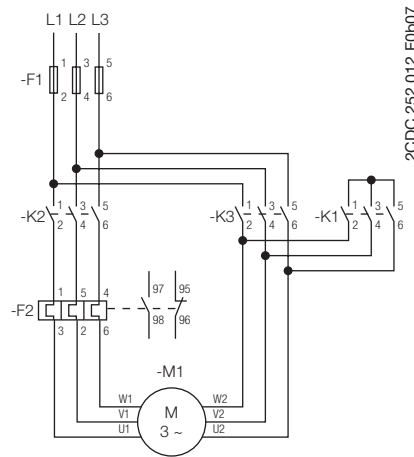 L1 L2 L3
2CDC 252 012 F0b07
-F1 1 3 5
2 4 6
-K2 1 3 5
2 4 6
-K3 1 3 5
2 4 6
-K1 1 3 5
2 4 6
97 95
98 96
-F2 1 5 4
3 2 6
-M1
W1 W2
V1 M V2
U1 3 ~ U2